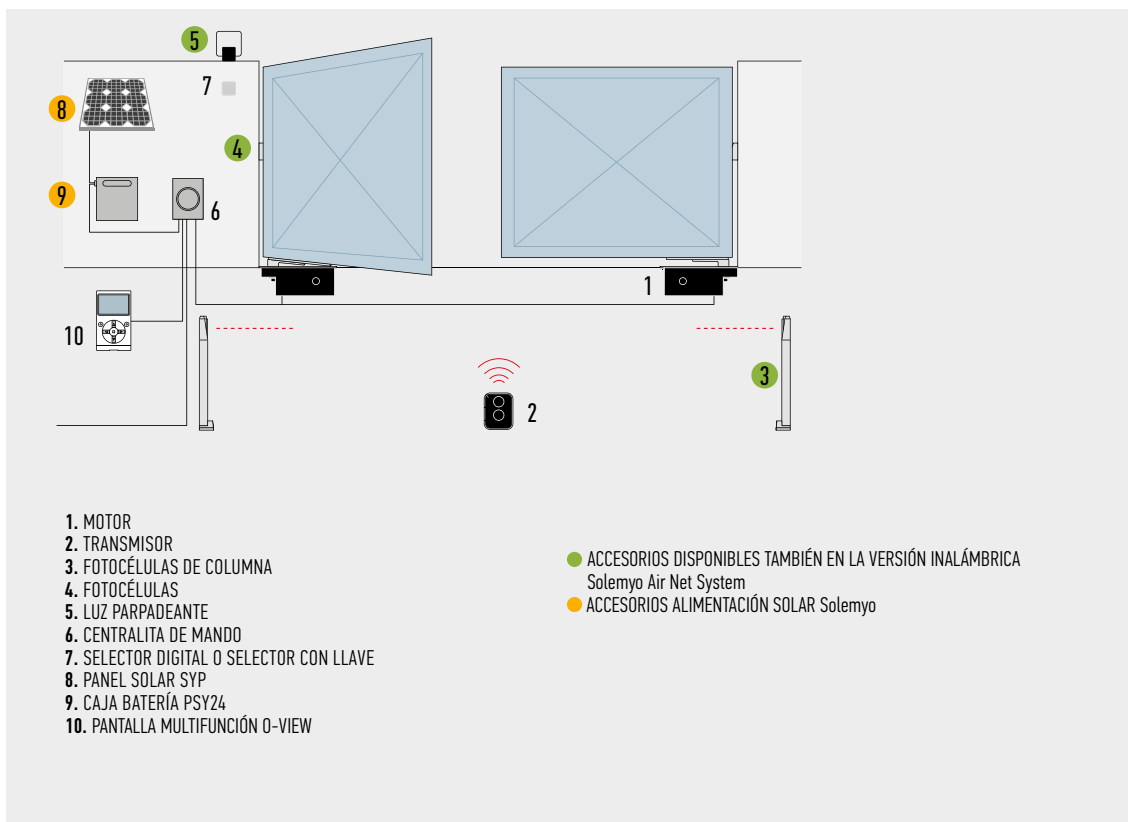 5
7
8
4
9
6
1
10
3
2
1. MOTOR
2. TRANSMISOR
3. FOTOCÉLULAS DE COLUMNA
4. FOTOCÉLULAS
5. LUZ PARPADEANTE
6. CENTRALITA DE MANDO
7. SELECTOR DIGITAL O SELECTOR CON LLAVE
8. PANEL SOLAR SYP
9. CAJA BATERÍA PSY24
10. PANTALLA MULTIFUNCIÓN O-VIEW
ACCESORIOS DISPONIBLES TAMBIÉN EN LA VERSIÓN INALÁMBRICA
Solemyo Air Net System
ACCESORIOS ALIMENTACIÓN SOLAR Solemyo